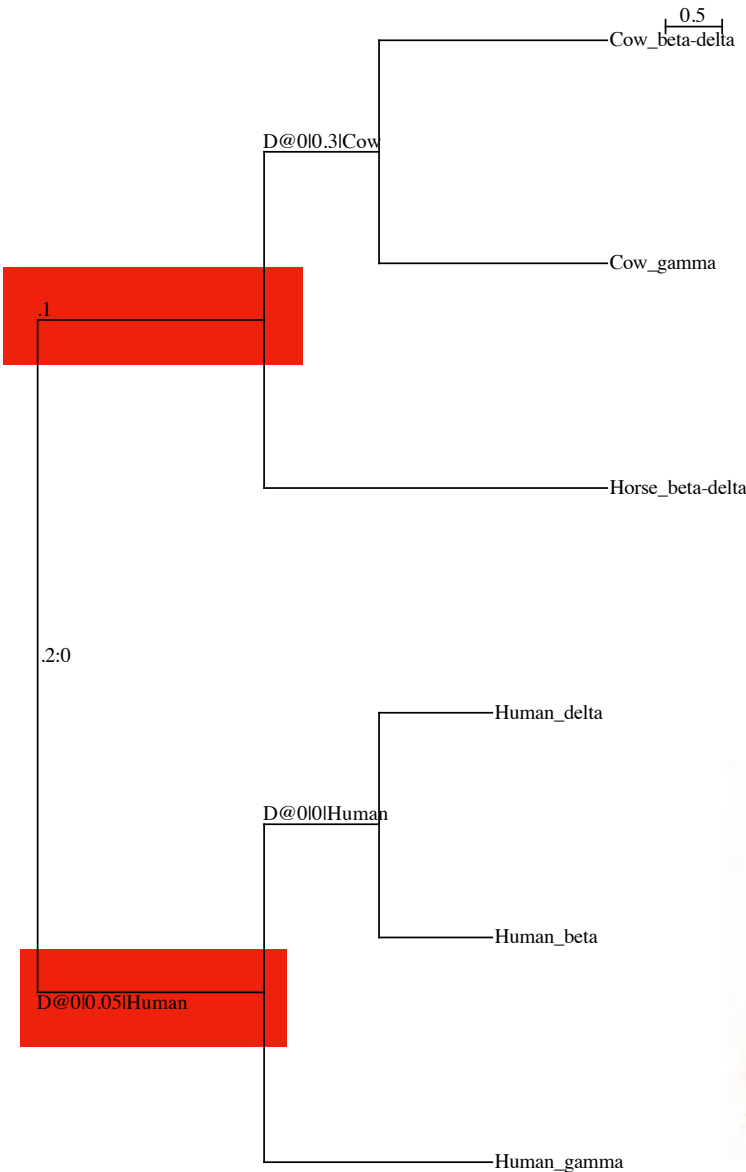 0.5
Cow_beta-delta
D@0|0.3|Cow
Cow_gamma
.1
Horse_beta-delta
.2:0
Human_delta
D@0|0|Human
Human_beta
D@0|0.05|Human
Human_gamma